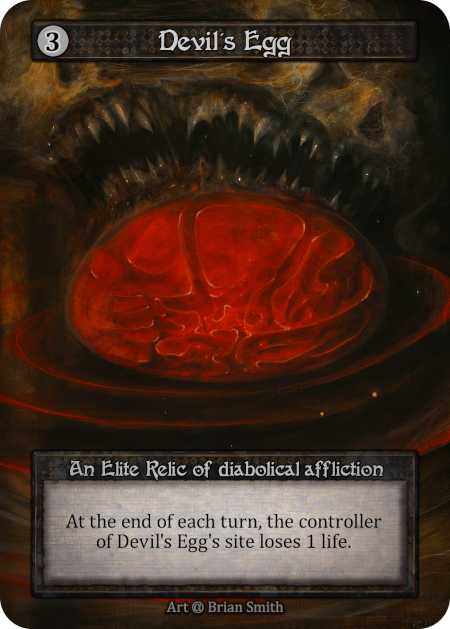 3 Devil's Egg
An Elite Relic of diabolical affliction
At the end of each turn, the controller
of Devil's Egg's site loses 1 life.
Art @ Brian Smith